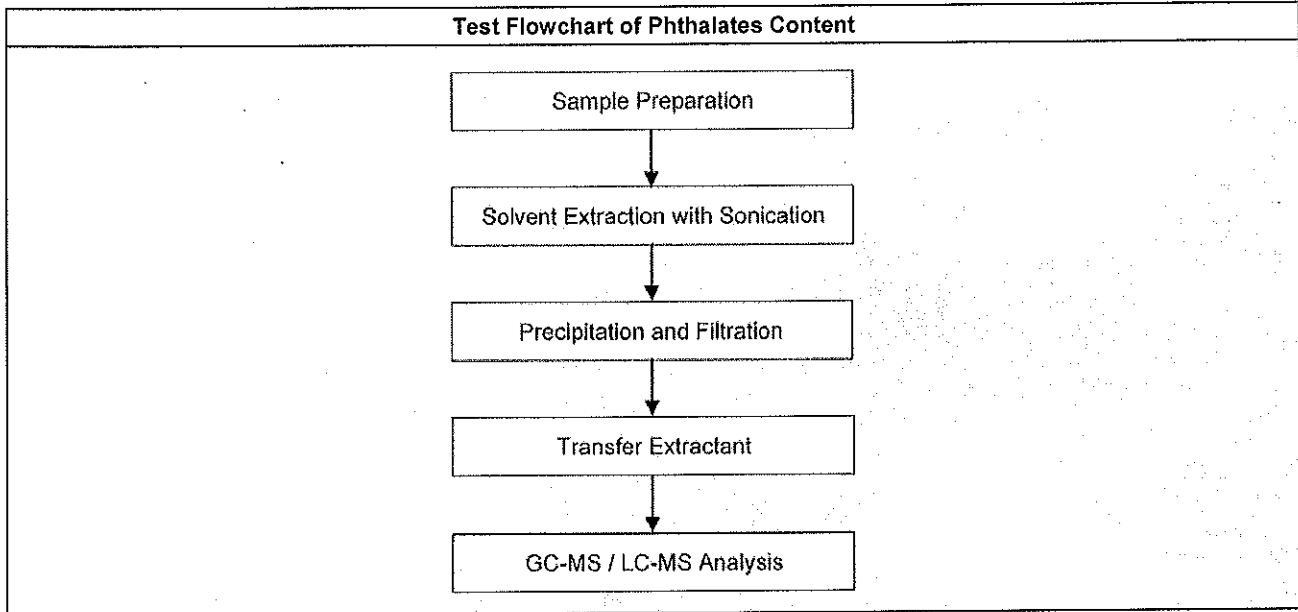 Test Flowchart of Phthalates Content
Sample Preparation
Solvent Extraction with Sonication
Precipitation and Filtration
Transfer Extractant
GC-MS / LC-MS Analysis